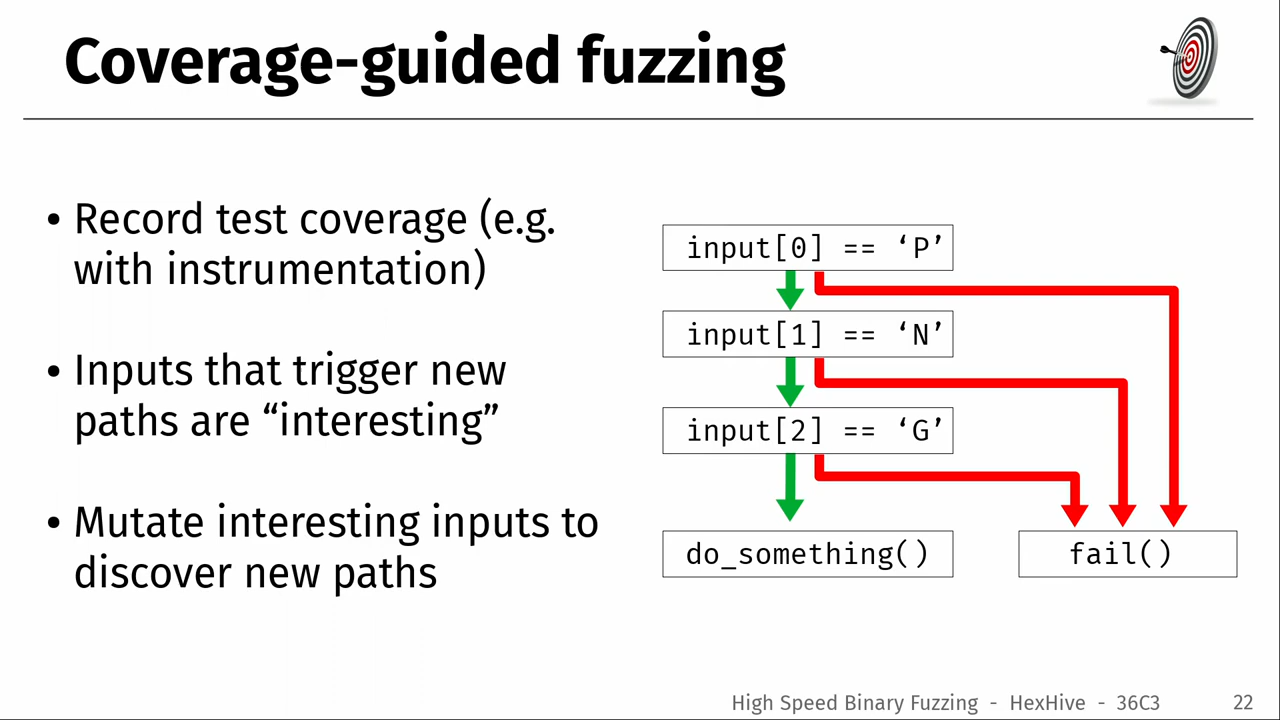 Coverage-guided fuzzing
• Record test coverage (e.g.
with instrumentation)
• Inputs that trigger new
paths are “interesting”
• Mutate interesting inputs to
discover new paths
input[0] == ‘P’
input[1] == ‘N’
input[2] == ‘G’
do_something()
fail()
High Speed Binary Fuzzing - HexHive - 36C3
22